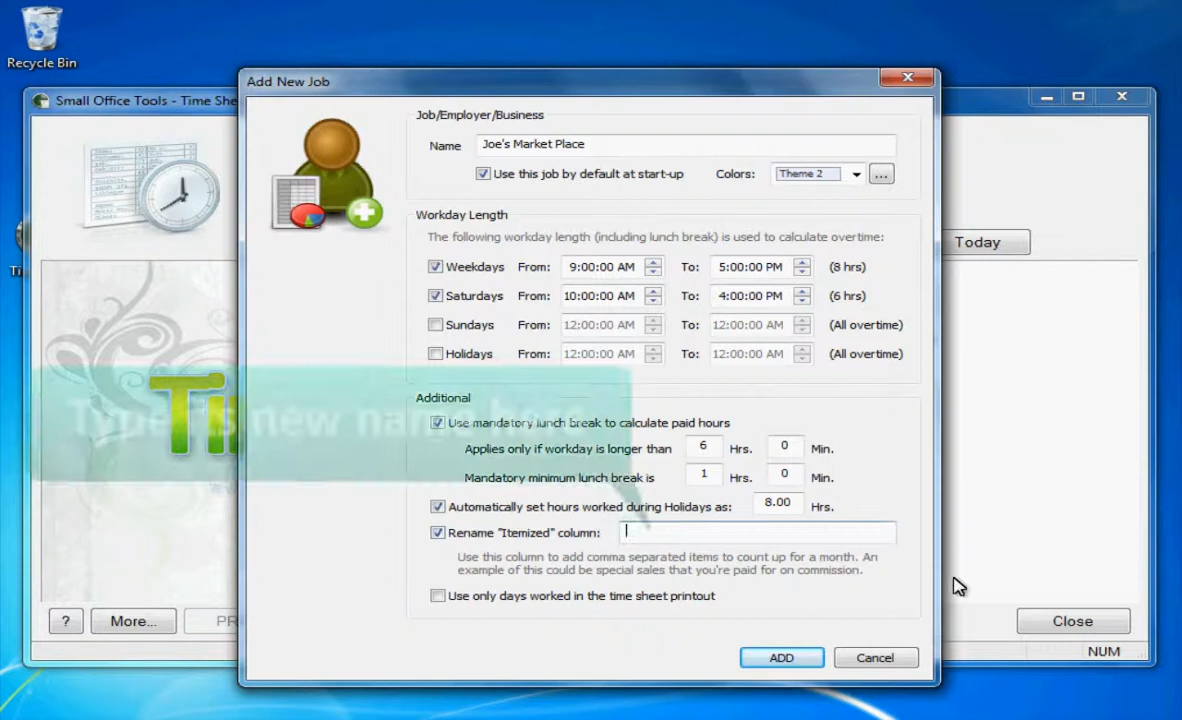 Recycle Bin
Small Office Tools - Time She
Add New Job
Job/Employer/Business
Name Joe's Market Place
Use this job by default at start-up Colors: Theme 2 ...
Workday Length
The following workday length (including lunch break) is used to calculate overtime:
Weekdays From: 9:00:00 AM To: 5:00:00 PM (8 hrs)
Saturdays From: 10:00:00 AM To: 4:00:00 PM (6 hrs)
Sundays From: 12:00:00 AM To: 12:00:00 AM (All overtime)
Holidays From: 12:00:00 AM To: 12:00:00 AM (All overtime)
Today
Ti
Additional
Type its new name here
Ti
Use mandatory lunch break to calculate paid hours
Applies only if workday is longer than 6 Hrs. 0 Min.
Mandatory minimum lunch break is 1 Hrs. 0 Min.
Automatically set hours worked during Holidays as: 8.00 Hrs.
Rename "Itemized" column:
Use this column to add comma separated items to count up for a month. An
example of this could be special sales that you're paid for on commission.
Use only days worked in the time sheet printout
? More... PR
Close
ADD Cancel
NUM